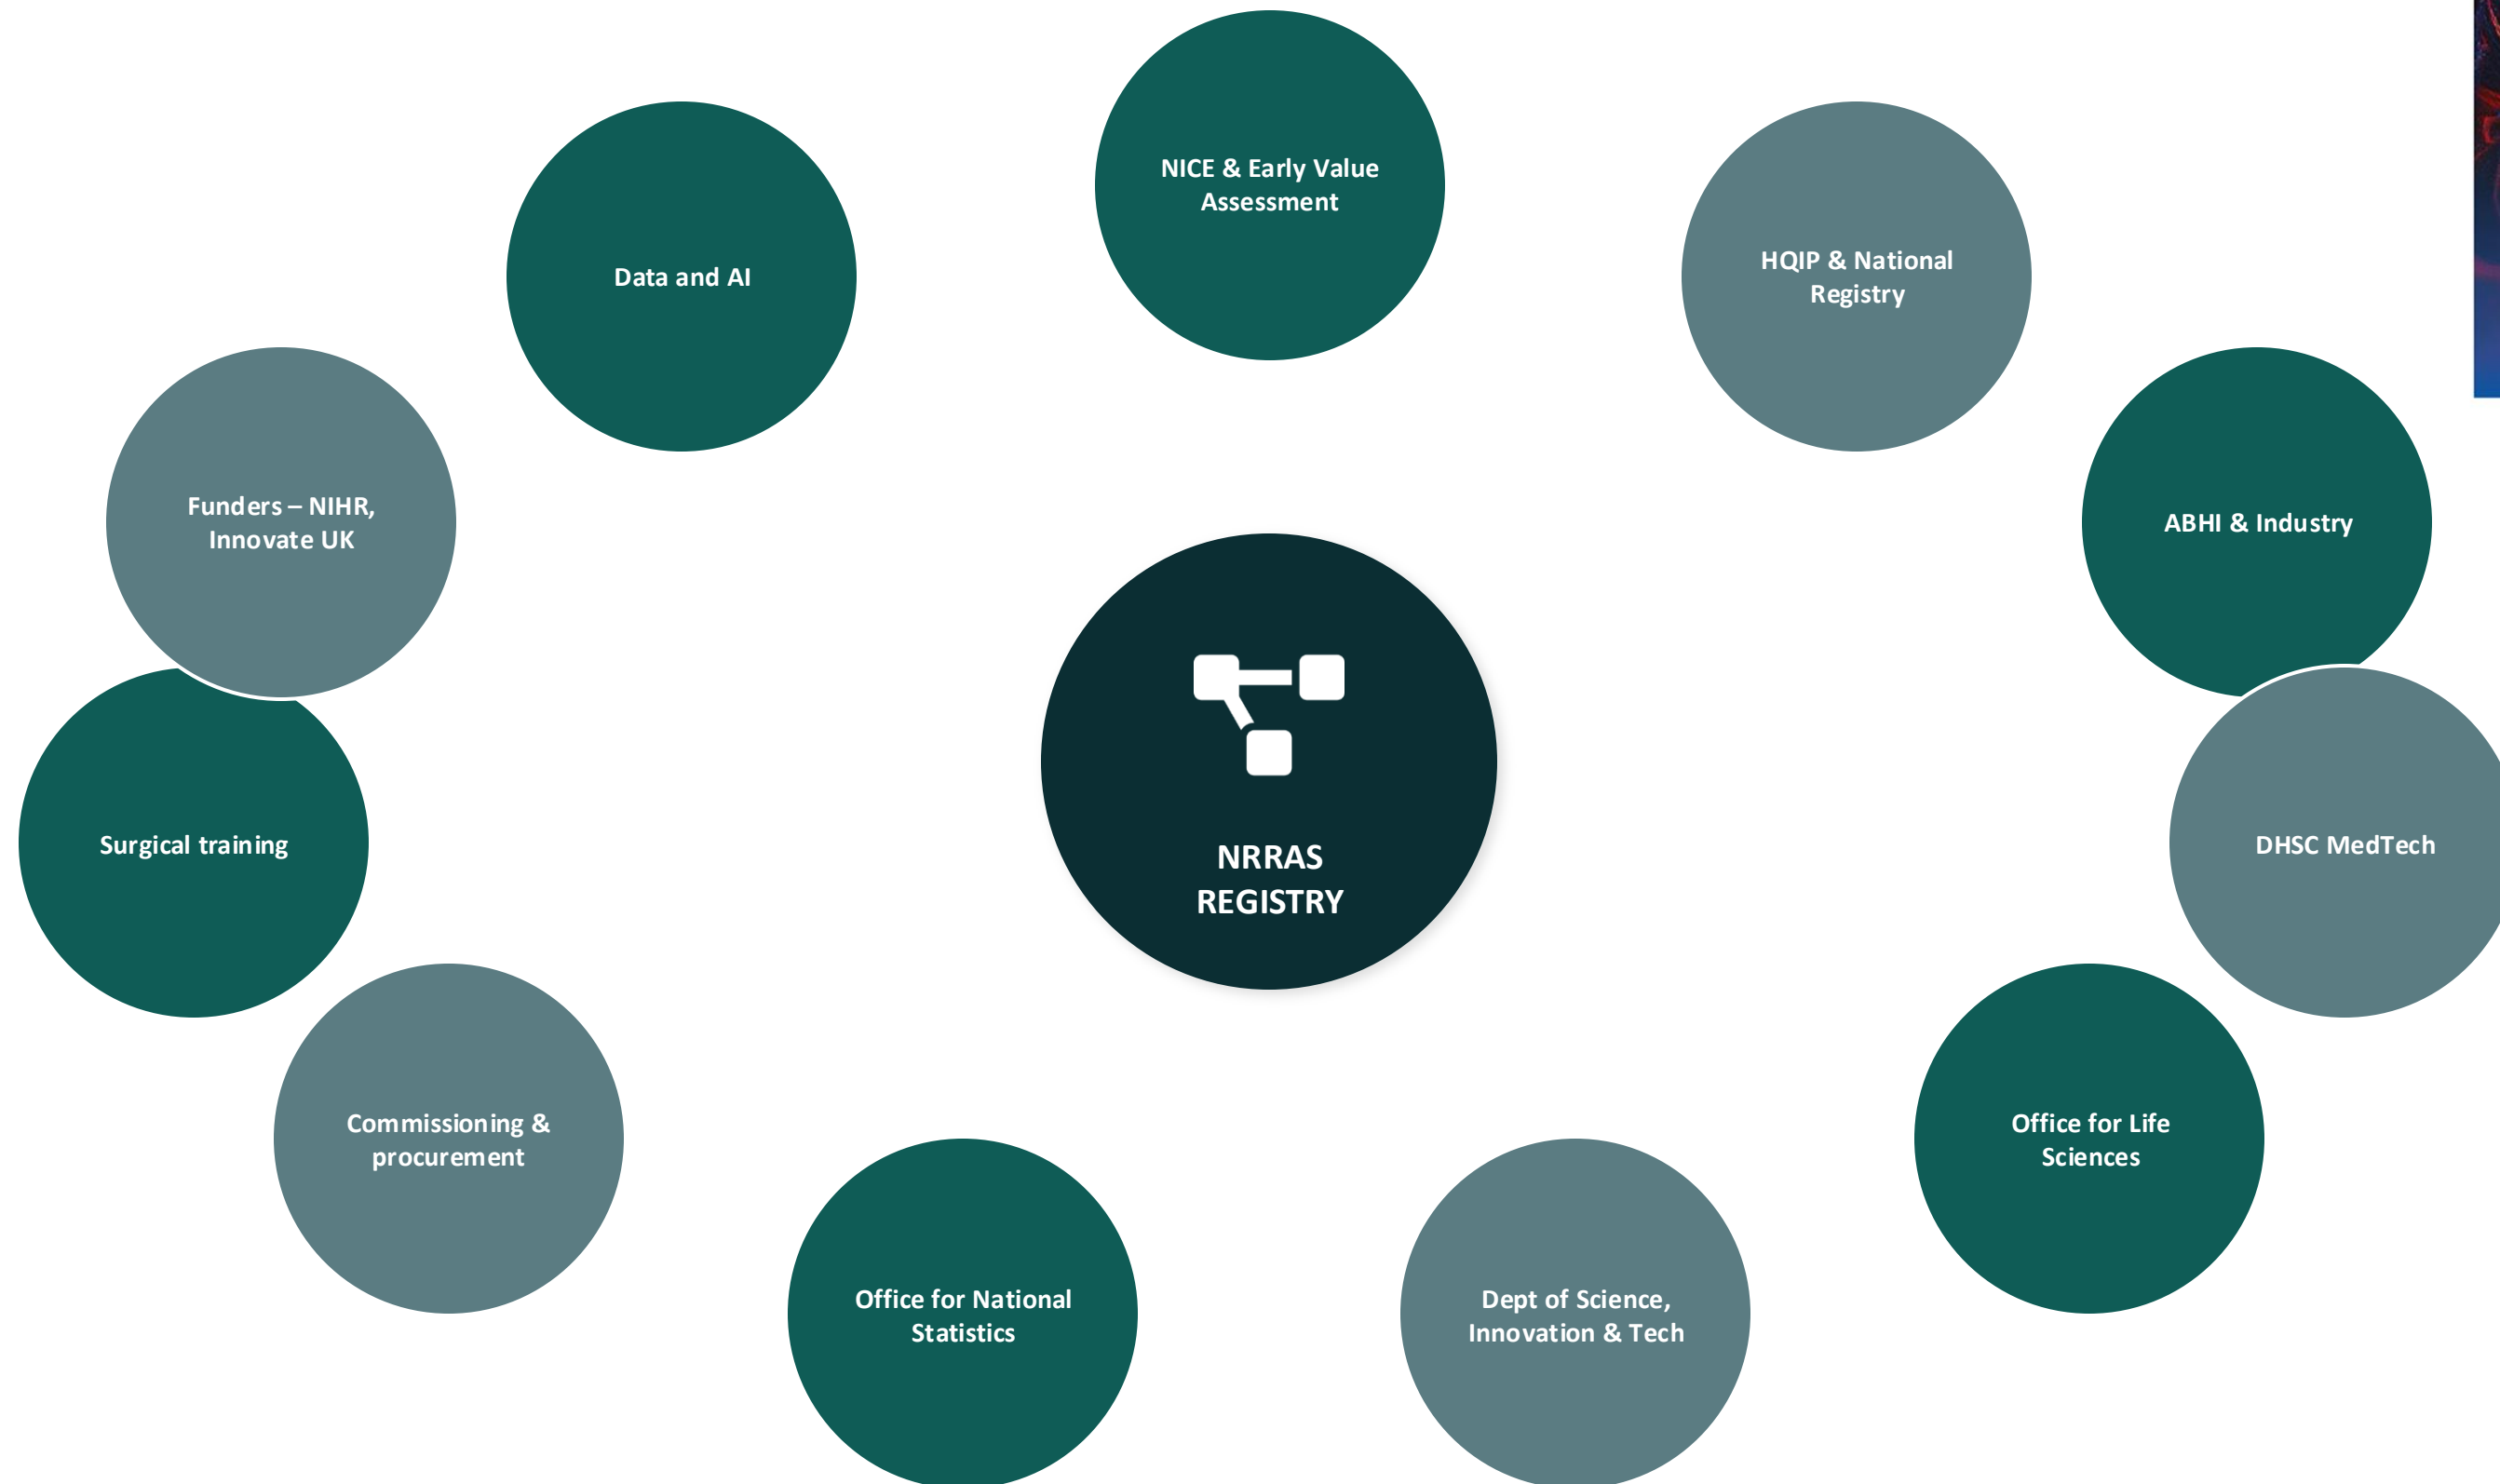 NICE & Early Value
Assessment
HQIP & National
Registry
ABHI & Industry
DHSC MedTech
Office for Life
Sciences
Dept of Science,
Innovation & Tech
Office for National
Statistics
Commissioning &
procurement
Surgical training
Funders – NIHR,
Innovate UK
Data and AI
NRRAS
REGISTRY